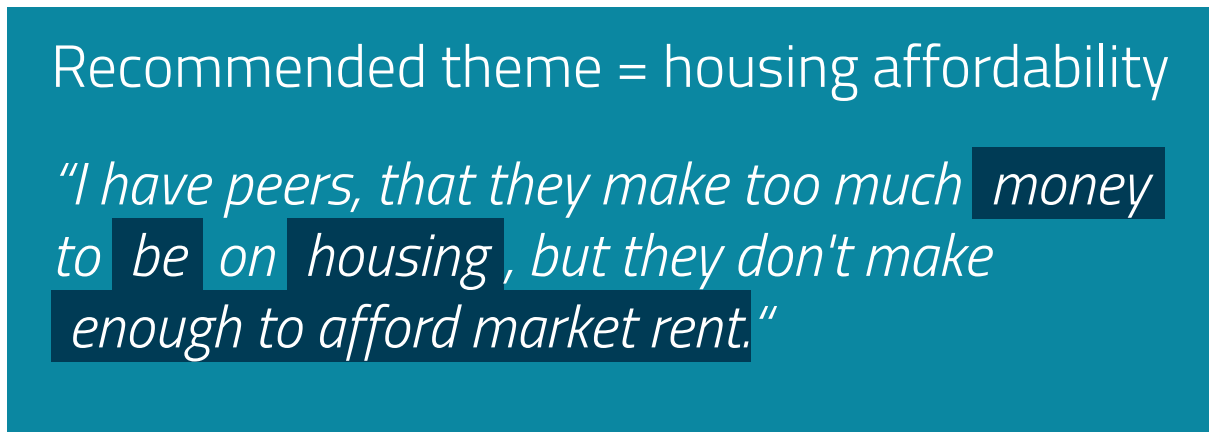 Recommended theme = housing affordability
“I have peers, that they make too much money
to be on housing, but they don't make
enough to afford market rent.“